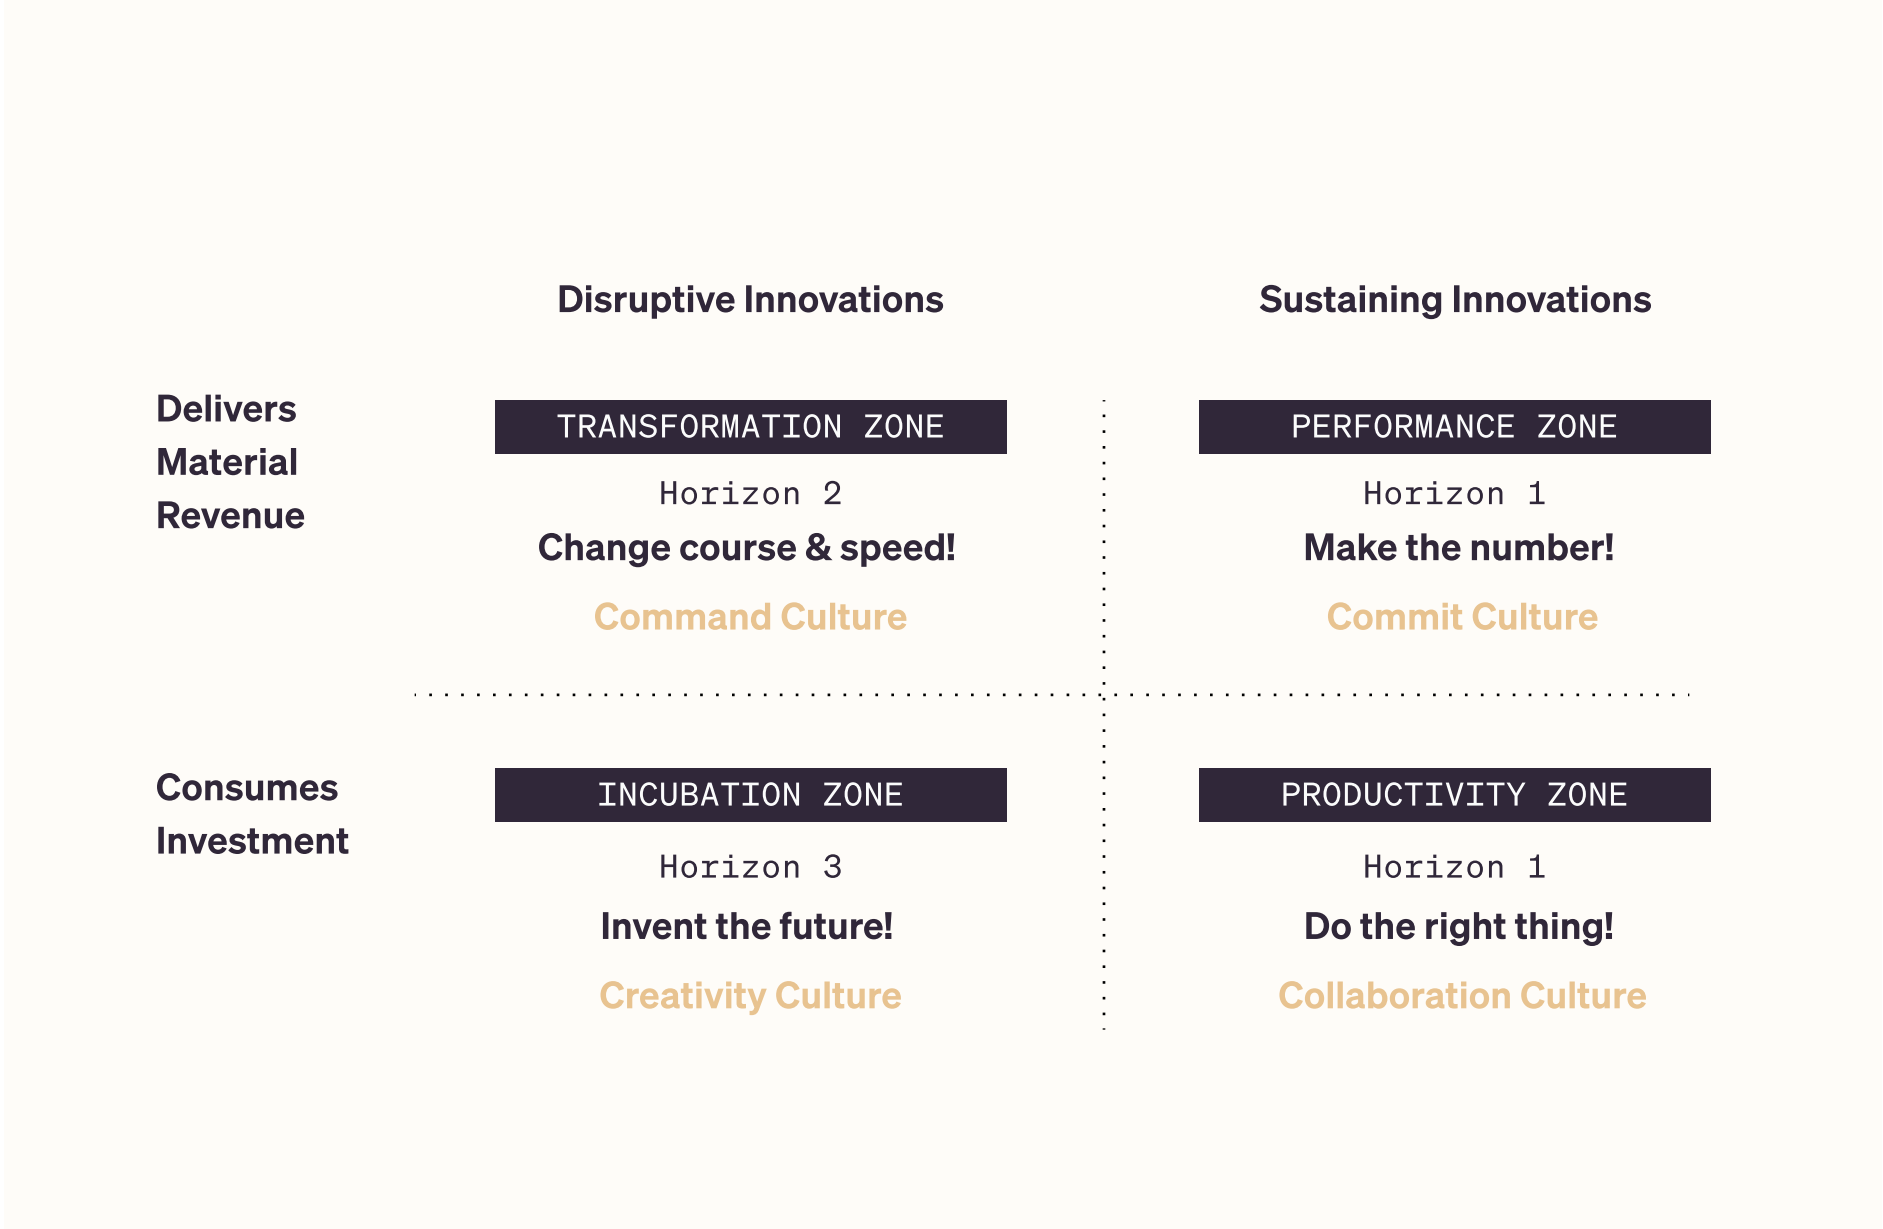 Disruptive Innovations
Sustaining Innovations
Delivers
Material
Revenue
TRANSFORMATION ZONE
Horizon 2
Change course & speed!
Command Culture
PERFORMANCE ZONE
Horizon 1
Make the number!
Commit Culture
Consumes
Investment
INCUBATION ZONE
Horizon 3
Invent the future!
Creativity Culture
PRODUCTIVITY ZONE
Horizon 1
Do the right thing!
Collaboration Culture